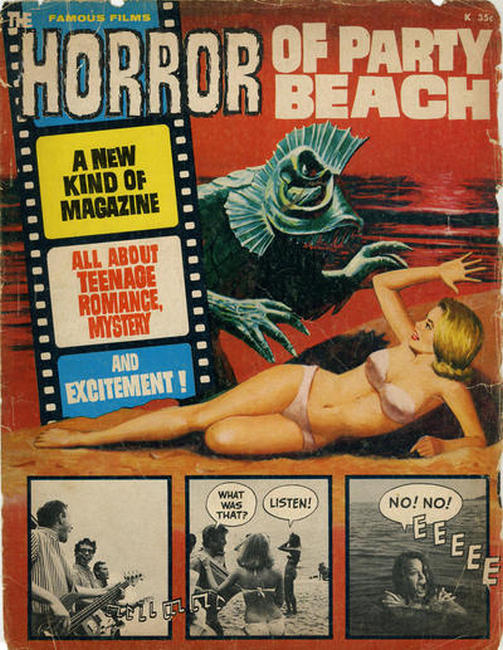 FAMOUS FILMS
K 35¢
THE
HORROR
OF PARTY
BEACH
A NEW
KIND OF
MAGAZINE
ALL ABOUT
TEENAGE
ROMANCE,
MYSTERY
AND
EXCITEMENT!
WHAT
WAS
THAT?
LISTEN!
NO! NO!
EEEEE